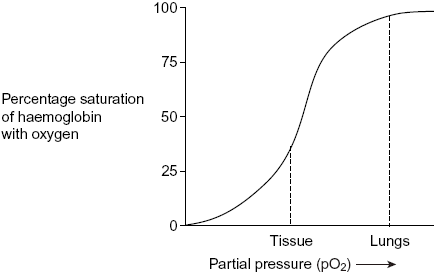 100
75
50
25
0
Percentage saturation
of haemoglobin
with oxygen
Tissue
Lungs
Partial pressure (pO₂)